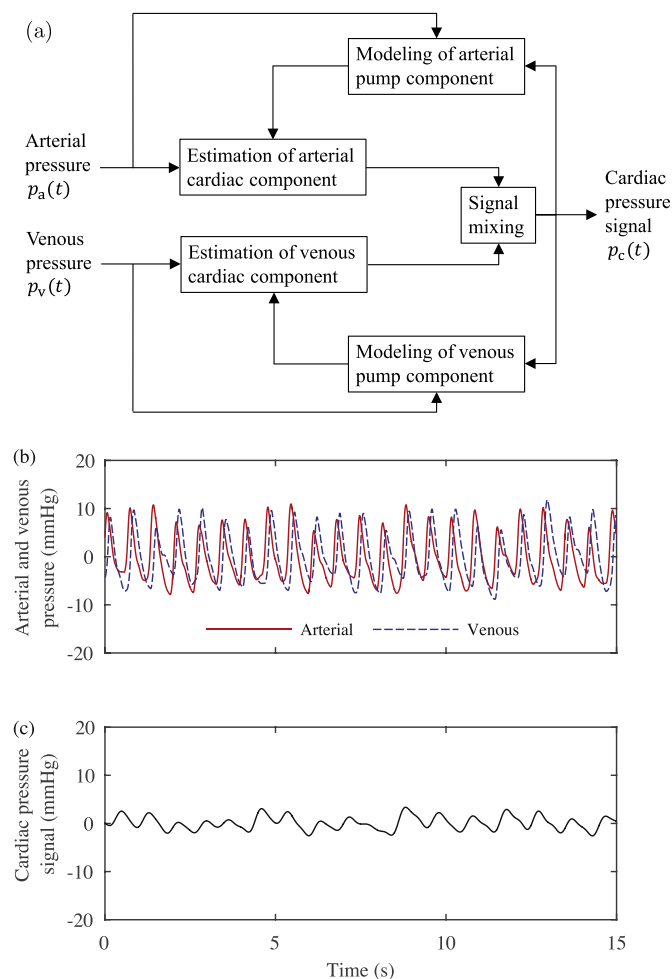 (a)
Modeling of arterial
pump component
Arterial
pressure
pa(t)
Estimation of arterial
cardiac component
Signal
mixing
Cardiac
pressure
signal
pc(t)
Venous
pressure
pv(t)
Estimation of venous
cardiac component
Modeling of venous
pump component
(b)
Arterial and venous
pressure (mmHg)
20
10
0
-10
-20
Arterial
Venous
(c)
Cardiac pressure
signal (mmHg)
20
10
0
-10
-20
0
5
10
15
Time (s)